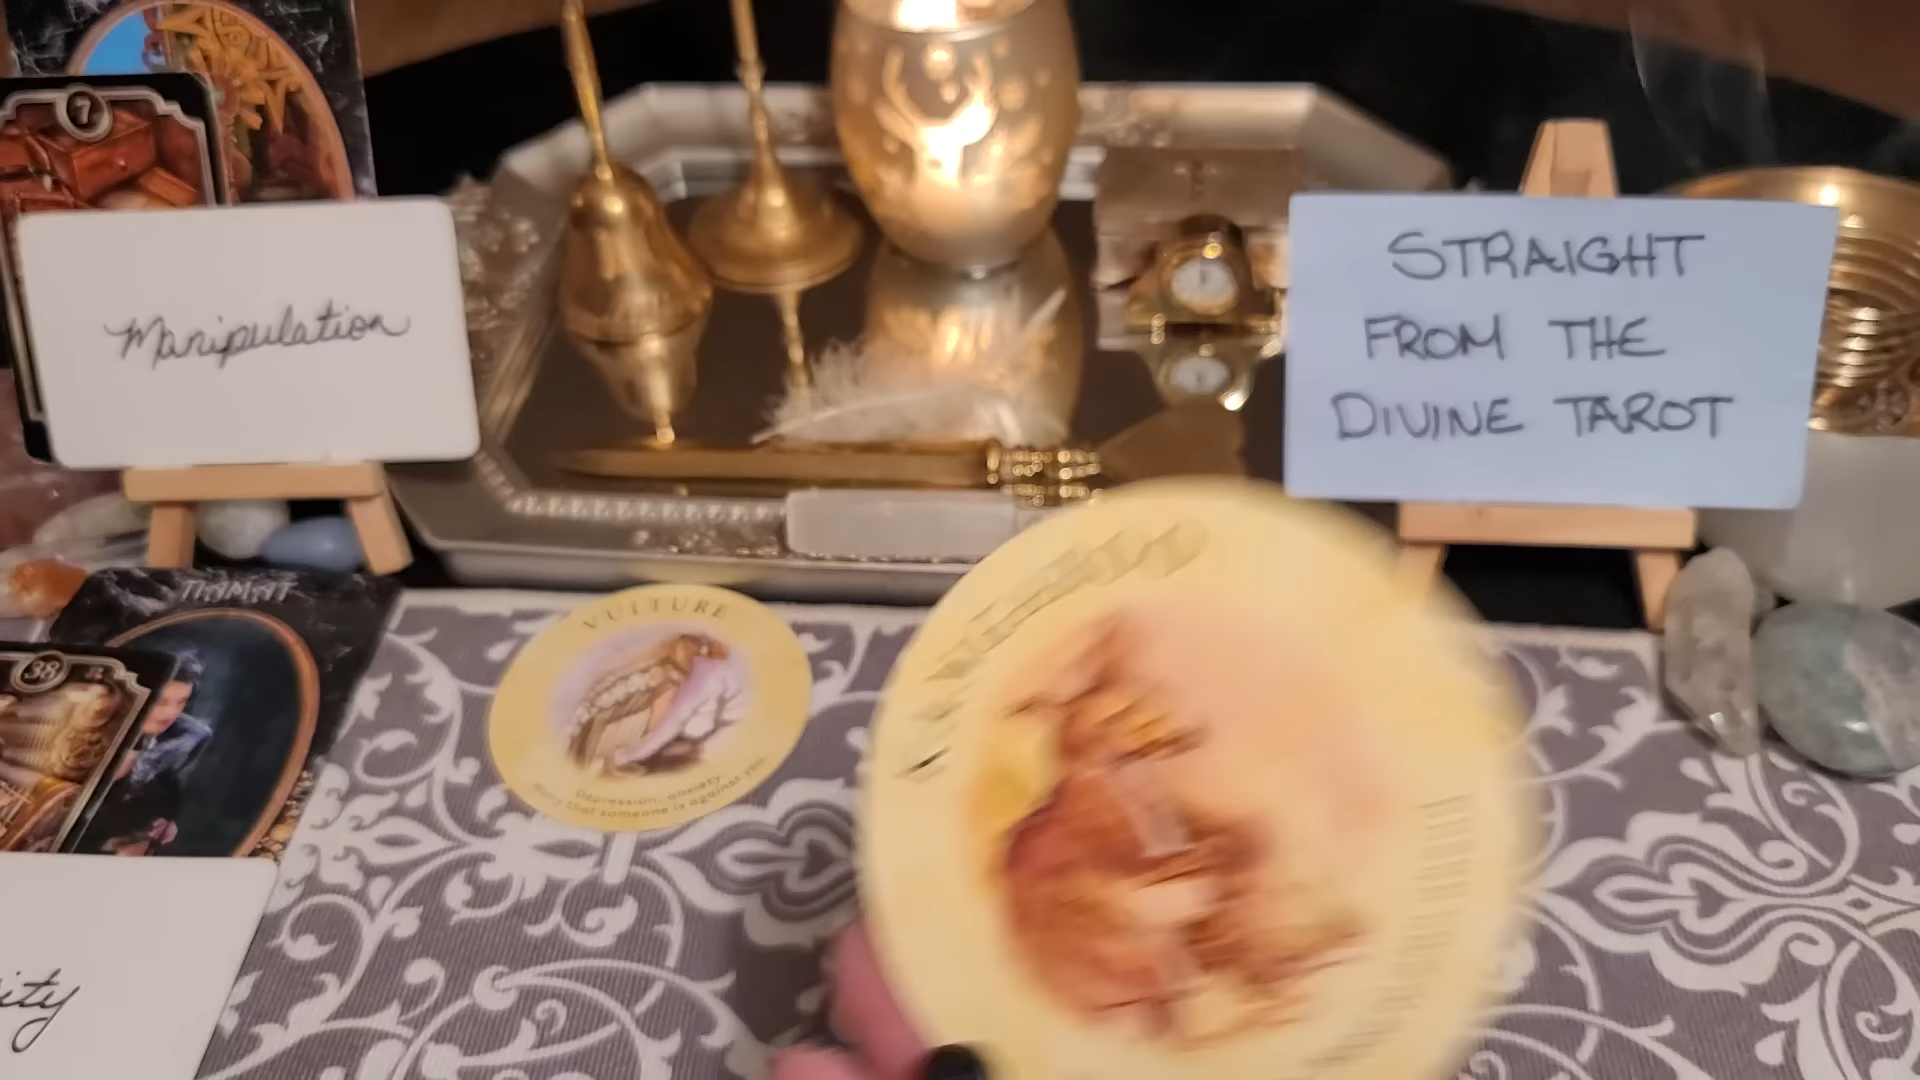 7
Manipulation
STRAIGHT
FROM THE
DIVINE TAROT
TIAMAT
38
VULTURE
Depression, anxiety
worry that someone is against you
ity